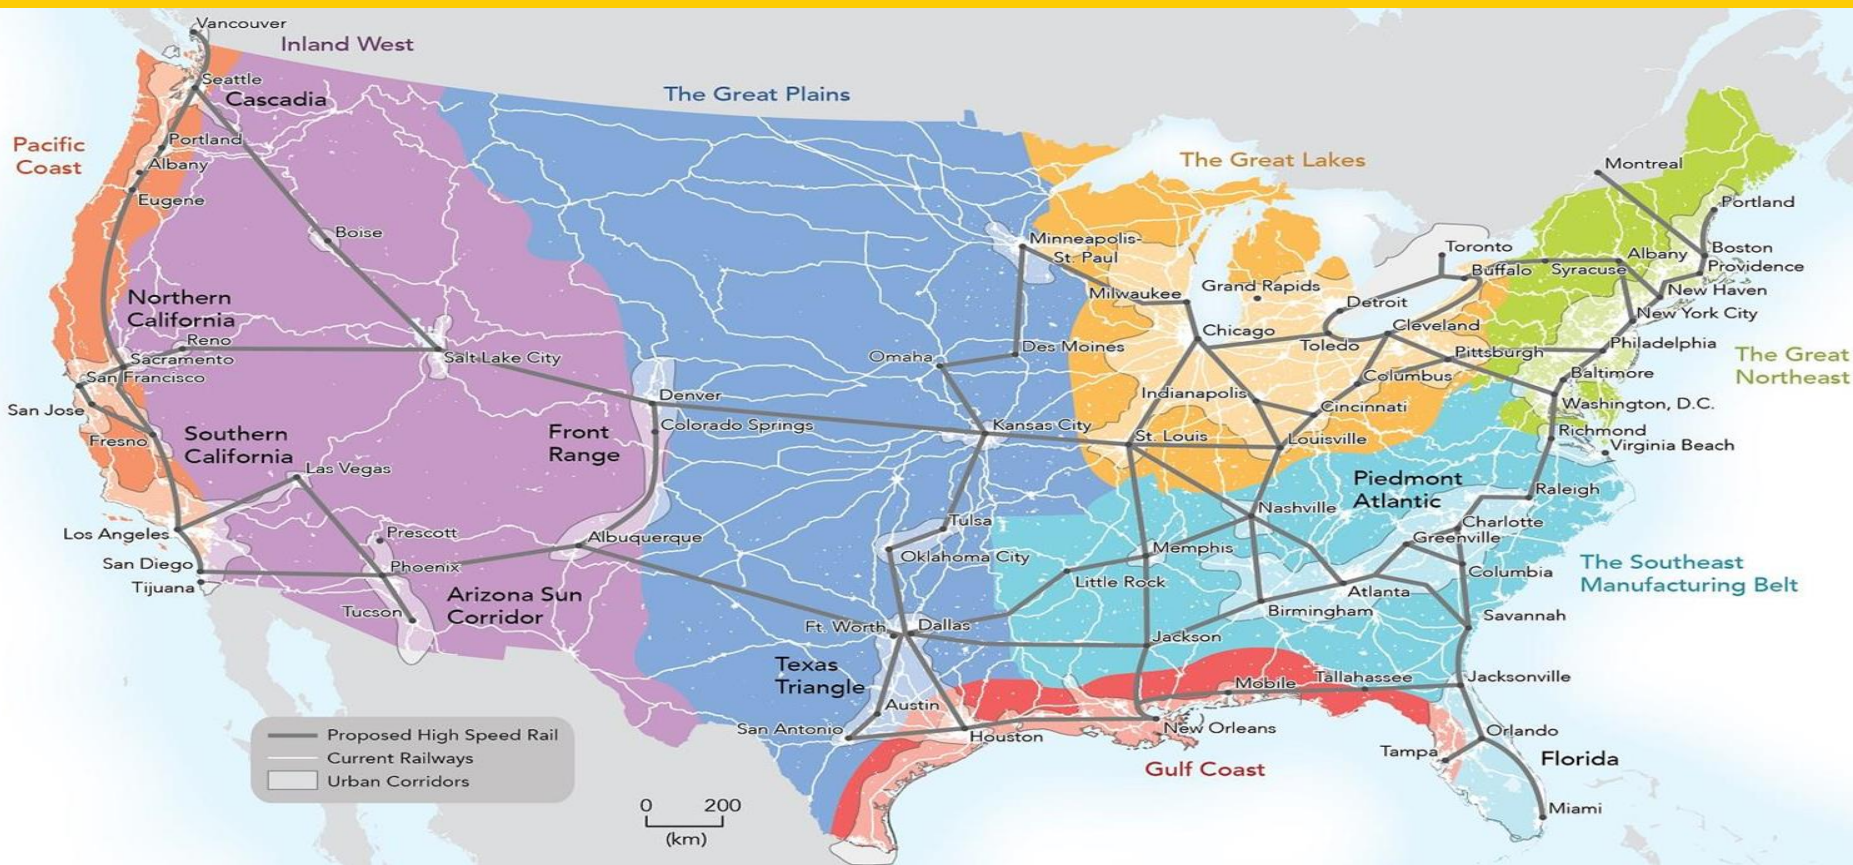 Vancouver
Inland West
Seattle
Cascadia
The Great Plains
Pacific
Coast
Portland
Albany
Eugene
Boise
The Great Lakes
Montreal
Portland
Minneapolis-
St. Paul
Toronto
Buffalo
Syracuse
Albany
Boston
Providence
New Haven
New York City
Grand Rapids
Milwaukee
Detroit
Northern
California
Reno
Sacramento
San Francisco
San Jose
Fresno
Salt Lake City
Omaha
Des Moines
Chicago
Toledo
Cleveland
Pittsburgh
Philadelphia
The Great
Northeast
Baltimore
Columbus
Indianapolis
Cincinnati
Washington, D.C.
Richmond
Virginia Beach
Denver
Colorado Springs
Kansas City
St. Louis
Louisville
Southern
California
Front
Range
Las Vegas
Piedmont
Atlantic
Raleigh
Nashville
Los Angeles
San Diego
Tijuana
Prescott
Phoenix
Tucson
Albuquerque
Arizona Sun
Corridor
Tulsa
Oklahoma City
Memphis
Little Rock
Charlotte
Greenville
Columbia
Atlanta
Birmingham
Savannah
The Southeast
Manufacturing Belt
Ft. Worth
Dallas
Jackson
Texas
Triangle
Austin
San Antonio
Houston
New Orleans
Mobile
Tallahassee
Jacksonville
Gulf Coast
Orlando
Tampa
Florida
Miami
Proposed High Speed Rail
Current Railways
Urban Corridors
0 200
(km)